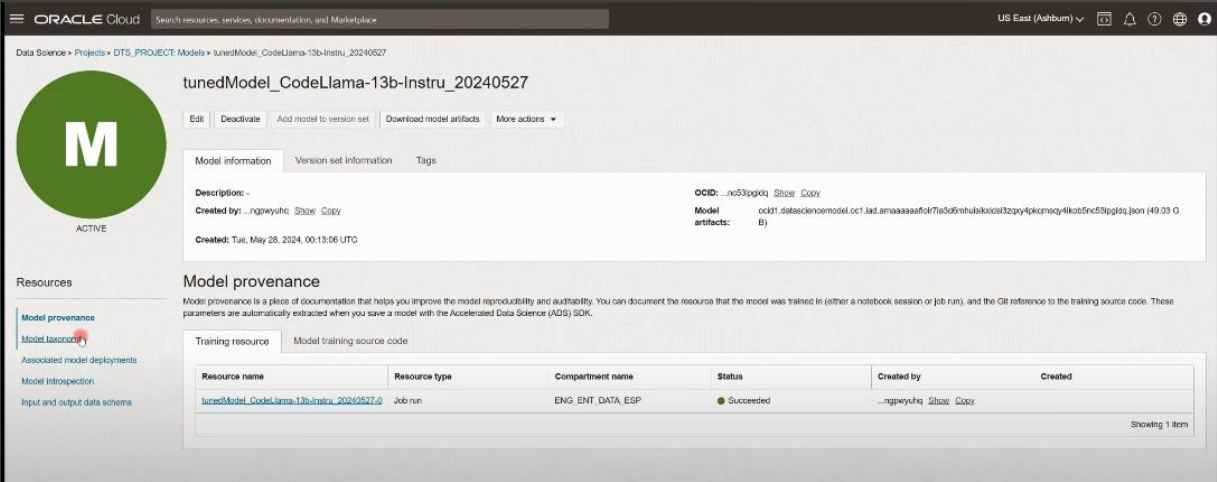 ORACLE Cloud
Search resources, services, documentation, and Marketplace
US East (Ashburn)
Data Science » Projects » DTS_PROJECT: Models » tunedModel_CodeLlama-13b-Instru_20240527
M
ACTIVE
tunedModel_CodeLlama-13b-Instru_20240527
Edit Deactivate Add model to version set Download model artifacts More actions
Model information Version set information Tags
Description: -
Created by: ...ngpwyuhq Show Copy
Created: Tue, May 28, 2024, 00:13:06 UTC
OCID: ...nc53ipgidq Show Copy
Model artifacts:
(49.03 GB)
Resources
Model provenance
Model taxonomy
Associated model deployments
Model introspection
Input and output data schema
Model provenance
Model provenance is a piece of documentation that helps you improve the model reproducibility and auditability. You can document the resource that the model was trained in (either a notebook session or job run), and the Git reference to the training source code. These
parameters are automatically extracted when you save a model with the Accelerated Data Science (ADS) SDK.
Training resource Model training source code
Resource name Resource type Compartment name Status Created by Created
tunedModel_CodeLlama-13b-Instru_20240527-0 Job run ENG_ENT_DATA_ESP Succeeded ...ngpwyuhq Show Copy
Showing 1 item